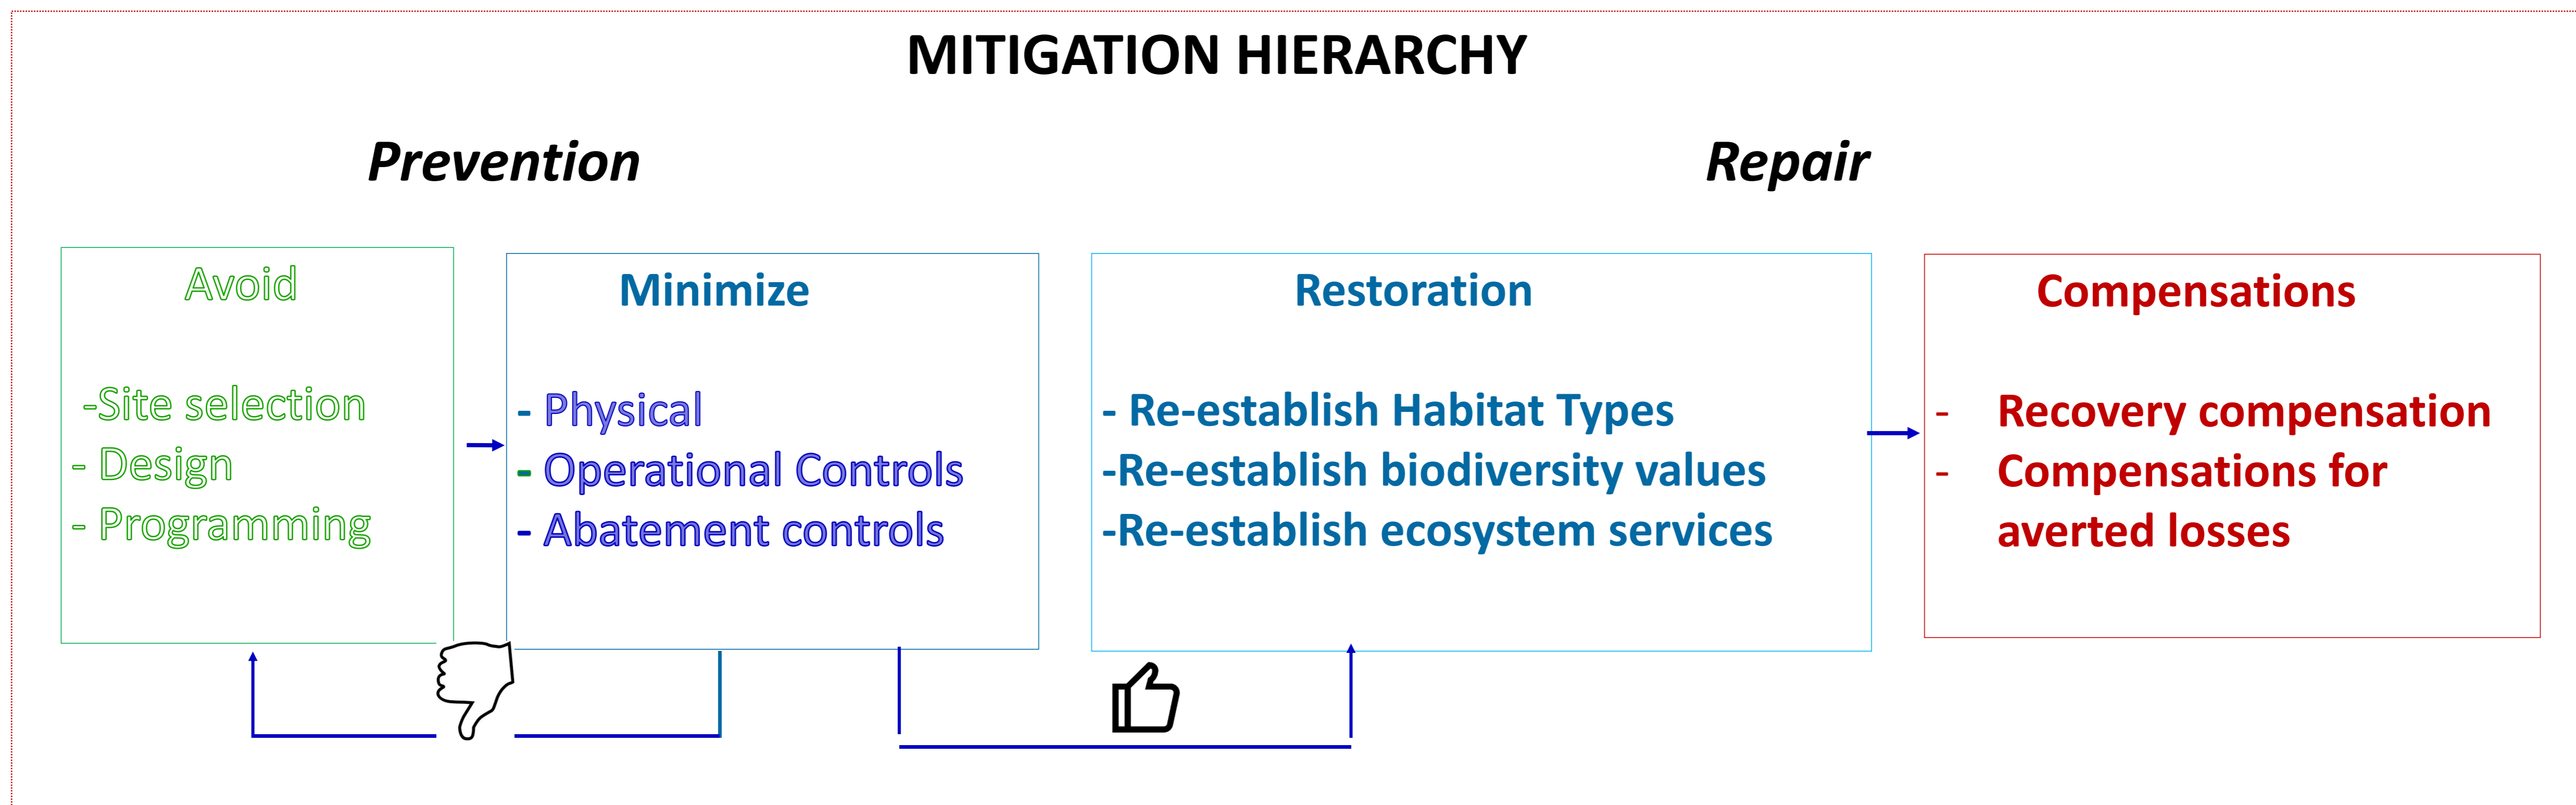 MITIGATION HIERARCHY
Prevention
Repair
Avoid
-Site selection
- Design
- Programming
Minimize
- Physical
- Operational Controls
- Abatement controls
Restoration
- Re-establish Habitat Types
-Re-establish biodiversity values
-Re-establish ecosystem services
Compensations
- Recovery compensation
- Compensations for
averted losses